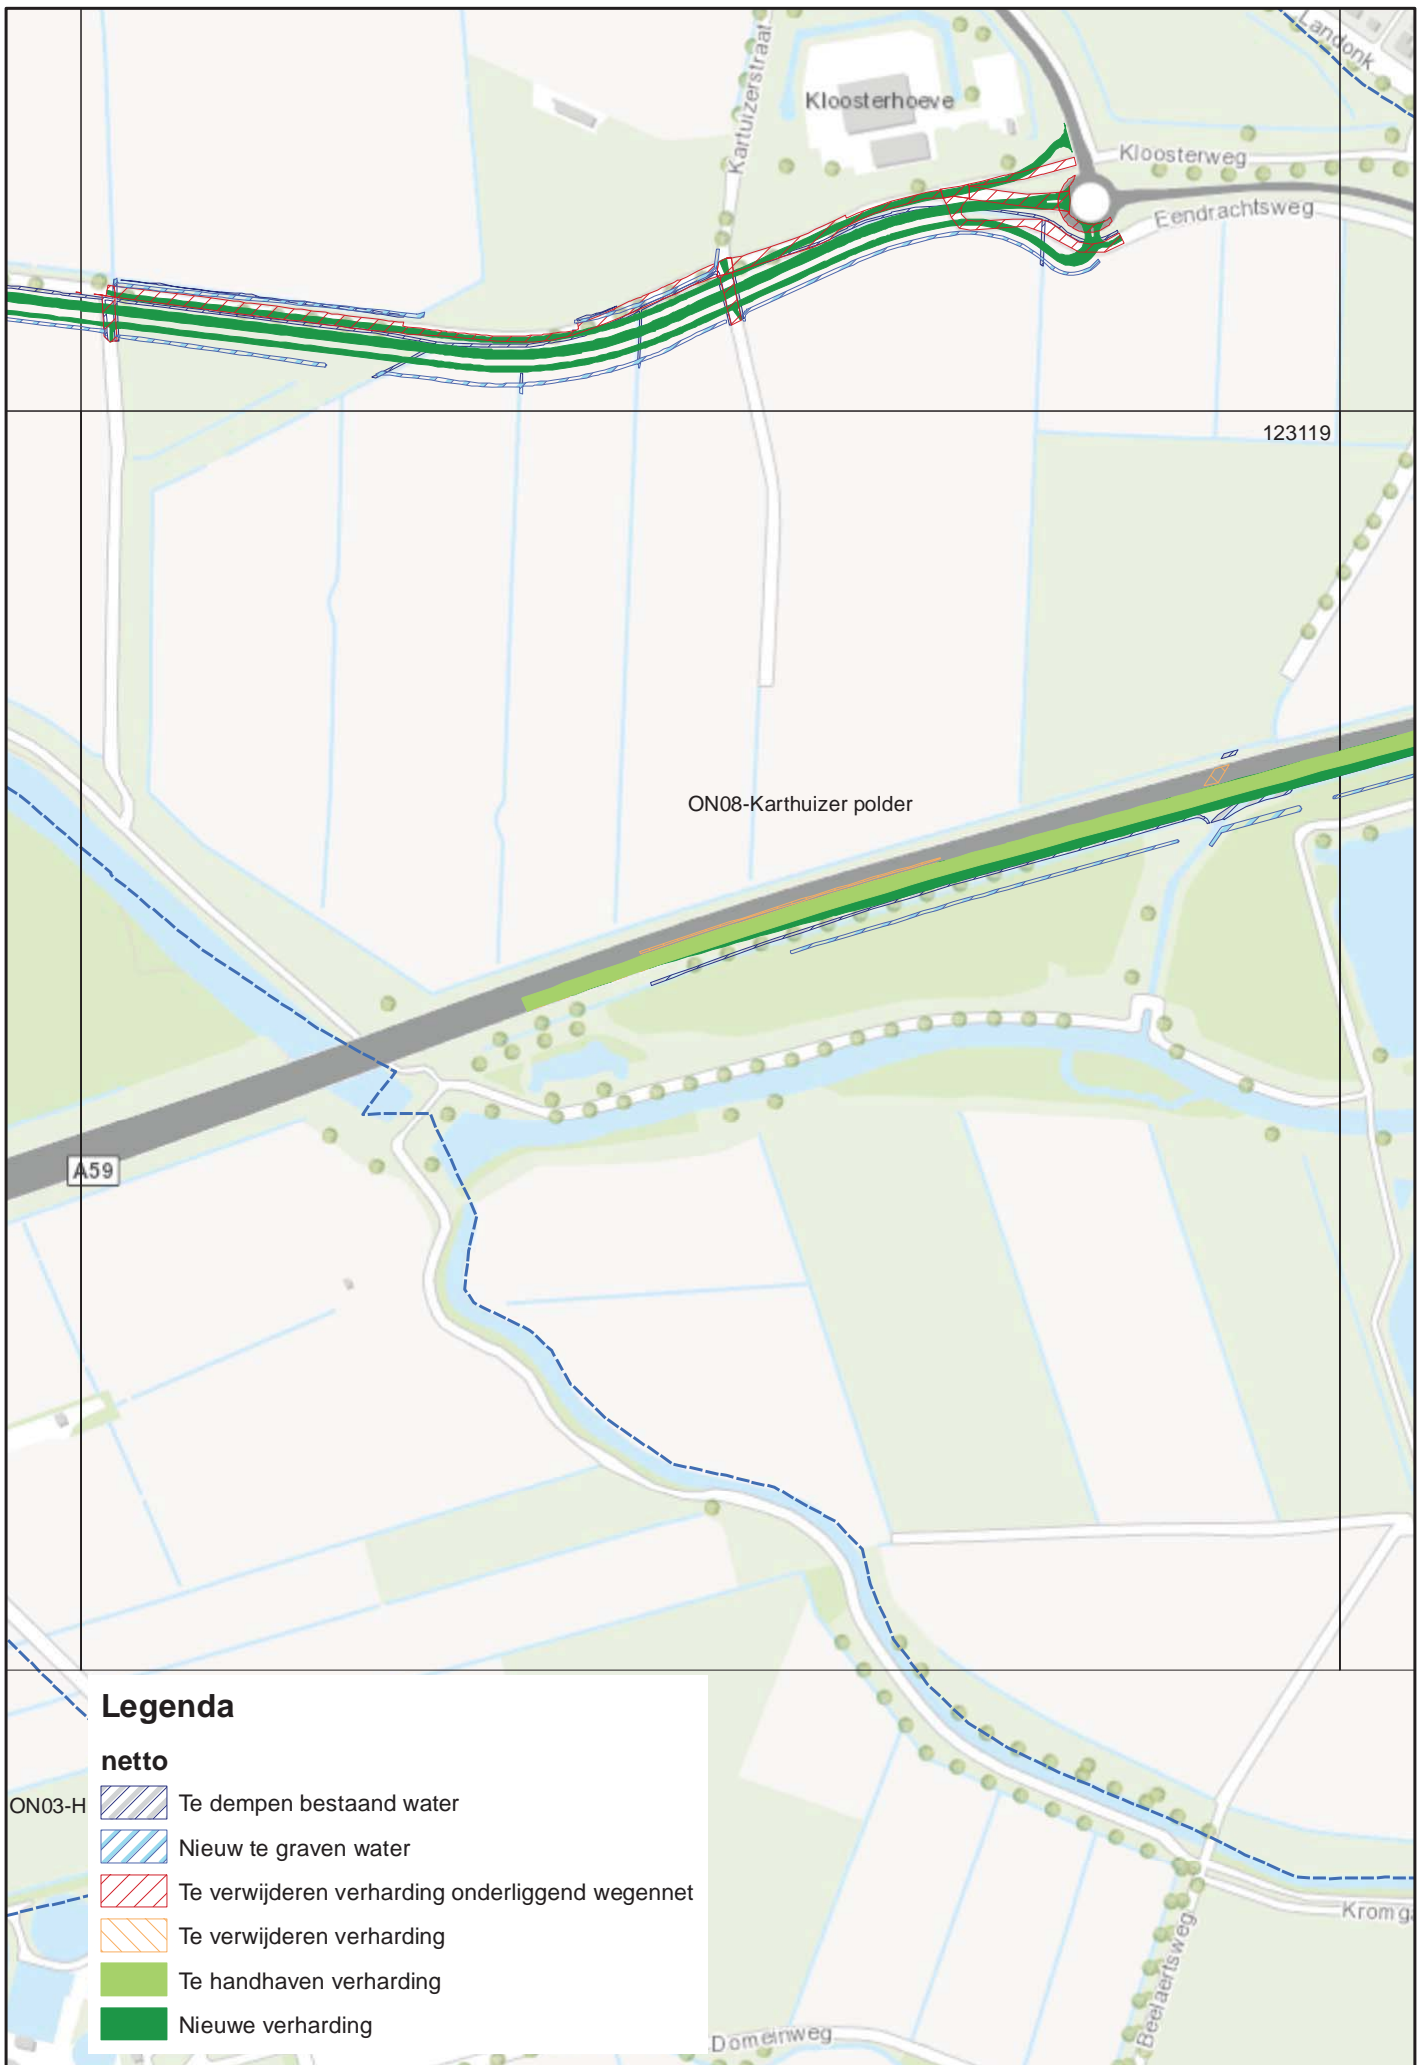 Landonk
Kartuizerstraat
Kloosterhoeve
Kloosterweg
Eendrachtsweg
123119
ON08-Karthuizer polder
A59
Legenda
netto
ON03-H
Te dempen bestaand water
Nieuw te graven water
Te verwijderen verharding onderliggend wegennet
Te verwijderen verharding
Te handhaven verharding
Nieuwe verharding
Kromga
Beelaertsweg
Domeinweg